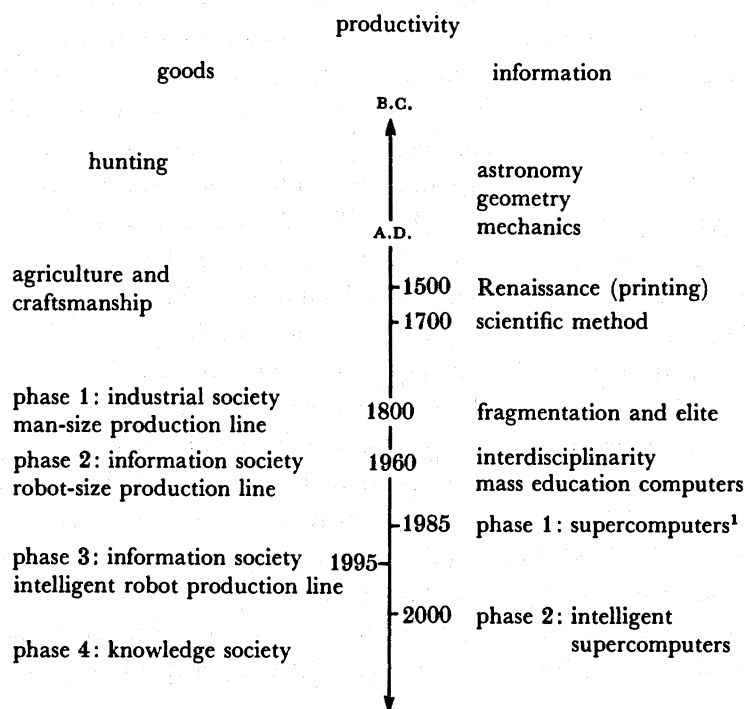 productivity
goods
information
B.C.
hunting
astronomy
geometry
mechanics
A.D.
agriculture and
craftsmanship
1500 Renaissance (printing)
1700 scientific method
phase 1: industrial society
man-size production line
1800 fragmentation and elite
phase 2: information society
robot-size production line
1960 interdisciplinarity
mass education computers
1985 phase 1: supercomputers¹
phase 3: information society
intelligent robot production line
1995
2000 phase 2: intelligent
supercomputers
phase 4: knowledge society